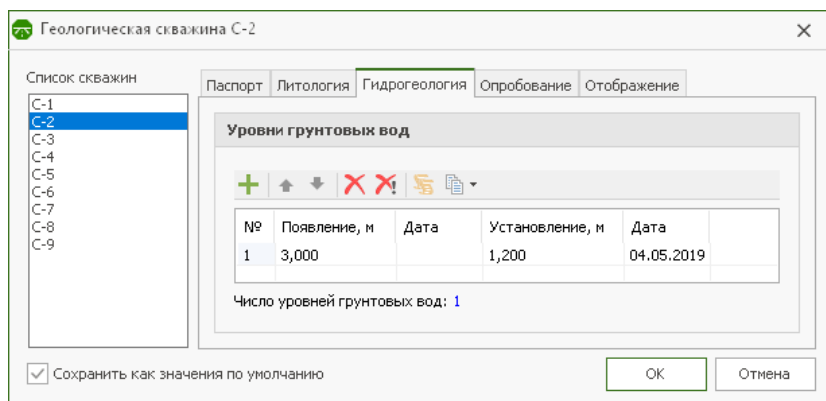 Геологическая скважина С-2
Список скважин
С-1
С-2
С-3
С-4
С-5
С-6
С-7
С-8
С-9
Паспорт Литология Гидрогеология Опробование Отображение
Уровни грунтовых вод
№ Появление, м Дата Установление, м Дата
1 3,000 1,200 04.05.2019
Число уровней грунтовых вод: 1
Сохранить как значения по умолчанию
ОК Отмена